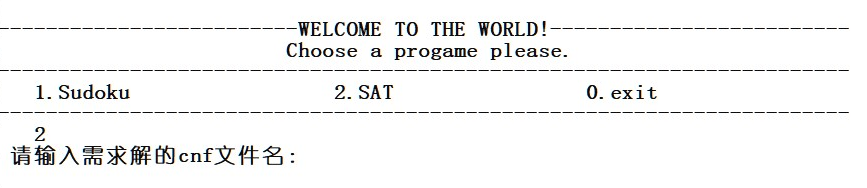 WELCOME TO THE WORLD!
Choose a progame please.
1.Sudoku 2.SAT 0.exit
2
请输入需求解的cnf文件名: